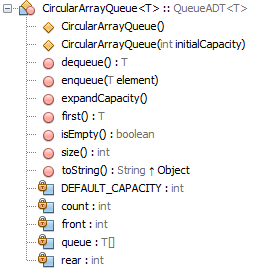 CircularArrayQueue<T> :: QueueADT<T>
CircularArrayQueue()
CircularArrayQueue(int initialCapacity)
dequeue() : T
enqueue(T element)
expandCapacity()
first() : T
isEmpty() : boolean
size() : int
toString() : String ↑ Object
DEFAULT_CAPACITY : int
count : int
front : int
queue : T[]
rear : int